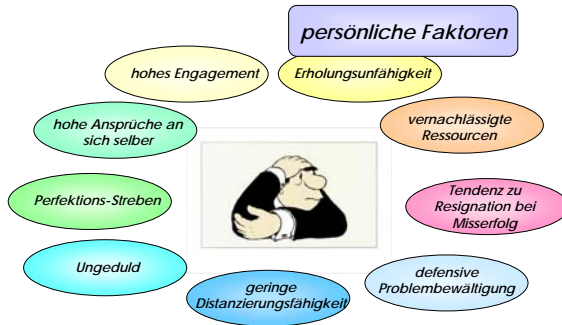 persönliche Faktoren
hohes Engagement
Erholungsunfähigkeit
hohe Ansprüche an
sich selber
vernachlässigte
Ressourcen
Perfektions-Streben
Tendenz zu
Resignation bei
Misserfolg
Ungeduld
geringe
Distanzierungsfähigkeit
defensive
Problembewältigung